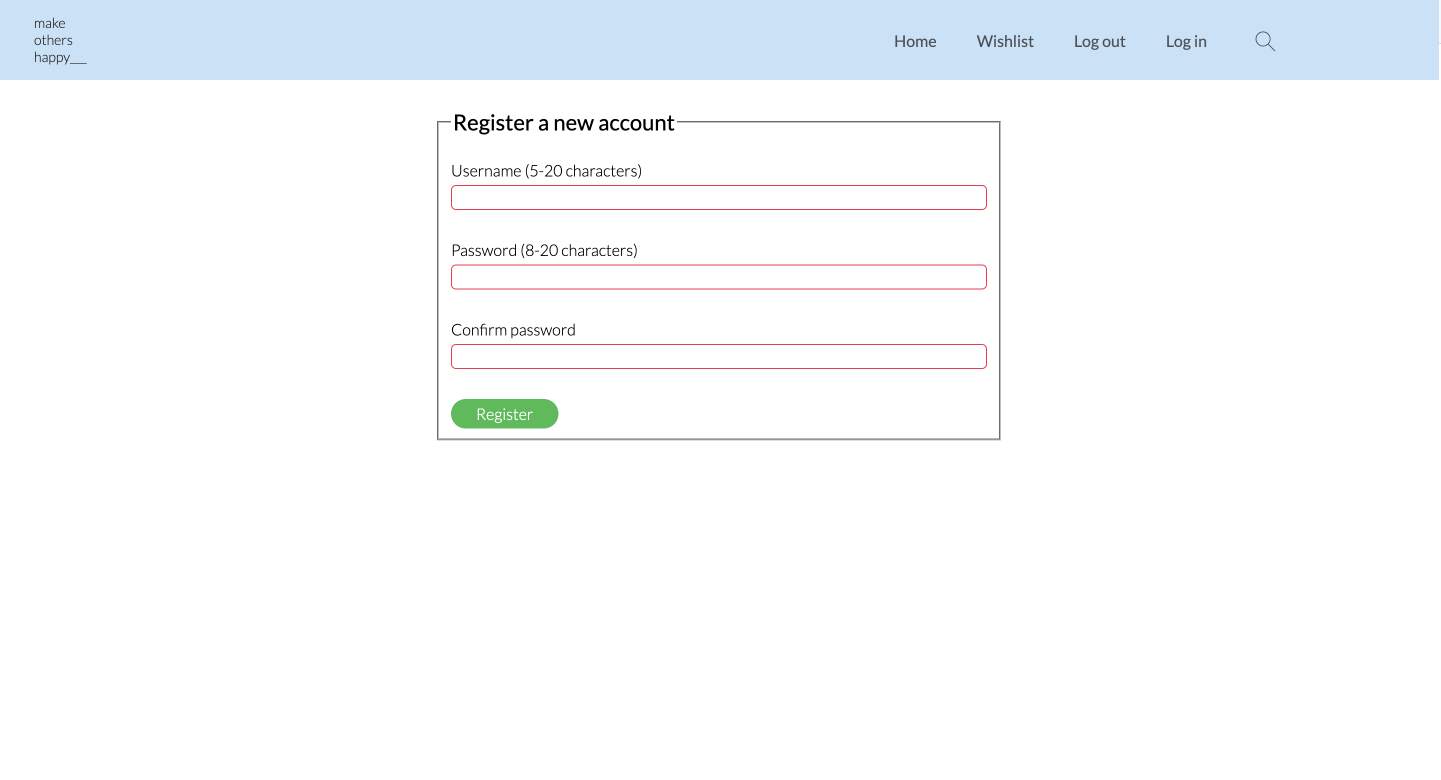 make
others
happy___
Home Wishlist Log out Log in
Register a new account
Username (5-20 characters)
Password (8-20 characters)
Confirm password
Register